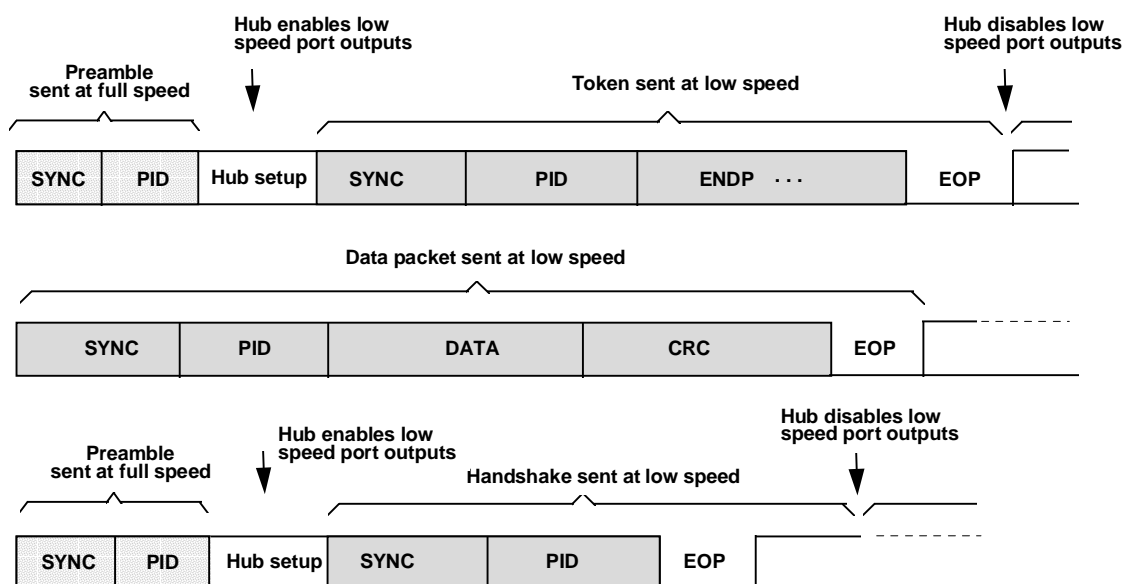 Hub enables low
speed port outputs
Hub disables low
speed port outputs
Preamble
sent at full speed
Token sent at low speed
SYNC PID Hub setup SYNC PID ENDP ... EOP
Data packet sent at low speed
SYNC PID DATA CRC EOP
Hub enables low
speed port outputs
Hub disables low
speed port outputs
Preamble
sent at full speed
Handshake sent at low speed
SYNC PID Hub setup SYNC PID EOP